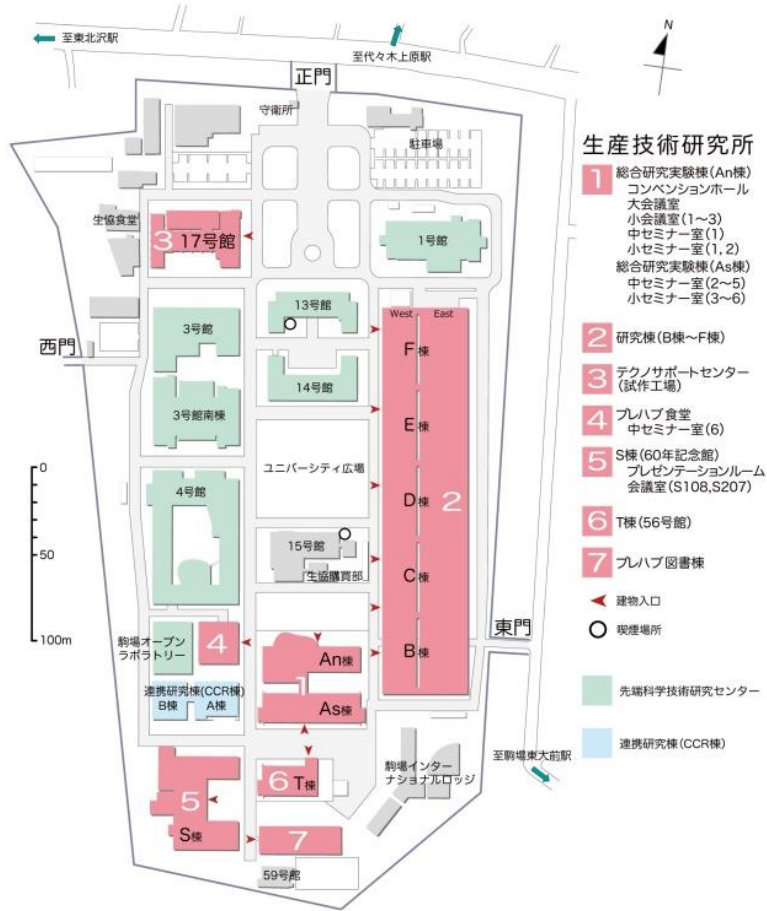 至東北沢駅
至代々木上原駅
N
正門
守衛所
駐車場
生協食堂
3 17号館
1号館
13号館
West East
3号館
F棟
西門
14号館
3号館南棟
E棟
ユニバーシティ広場
4号館
D棟 2
15号館
生協購買部
C棟
0
50
100m
東門
駒場オープン
ラボラトリー
4
An棟
B棟
1
連携研究棟(CCR棟)
B棟 A棟
As棟
至駒場東大前駅
駒場インター
ナショナルロッジ
6 T棟
5
S棟
7
59号館
生産技術研究所
1 総合研究実験棟(An棟)
コンベンションホール
大会議室
小会議室(1〜3)
中セミナー室(1)
小セミナー室(1,2)
総合研究実験棟(As棟)
中セミナー室(2〜5)
小セミナー室(3〜6)
2 研究棟(B棟〜F棟)
3 テクノサポートセンター
(試作工場)
4 プレハブ食堂
中セミナー室(6)
5 S棟(60年記念館)
プレゼンテーションルーム
会議室(S108,S207)
6 T棟(56号館)
7 プレハブ図書棟
建物入口
喫煙場所
先端科学技術研究センター
連携研究棟(CCR棟)